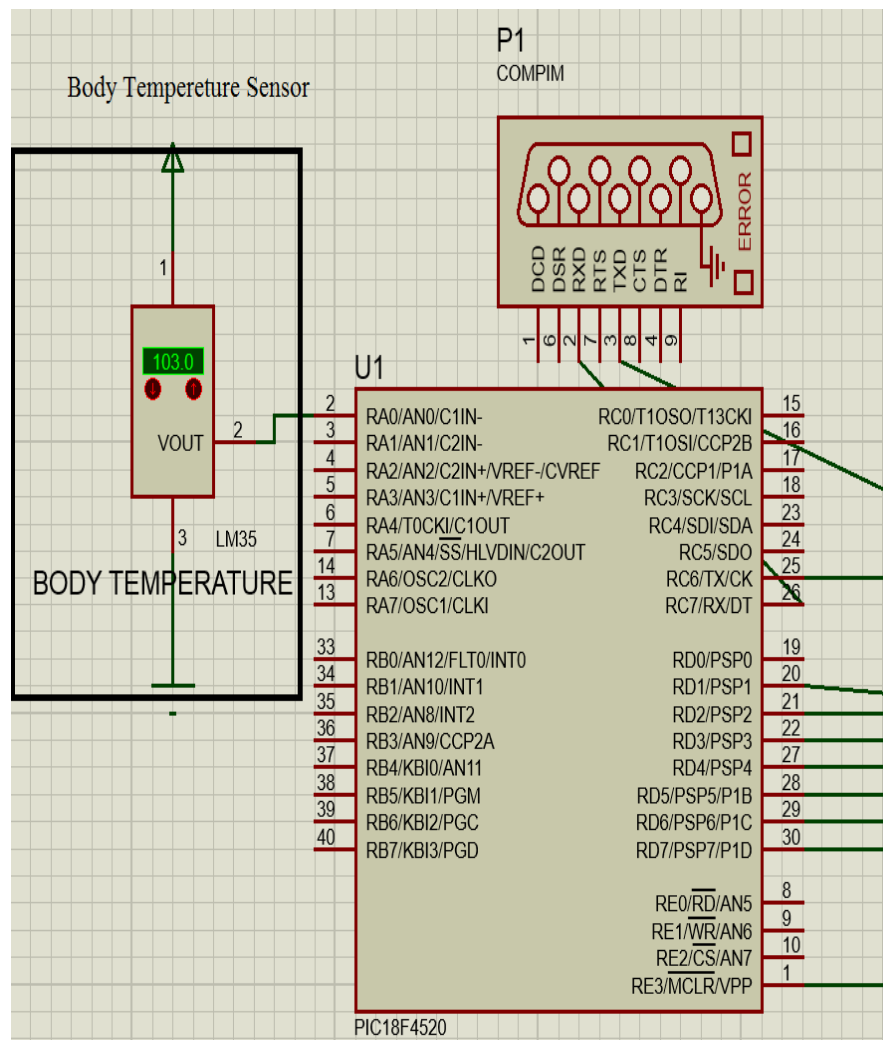 P1
COMPIM
Body Tempereture Sensor
ERROR
DCD
DSR
RXD
RTS
TXD
CTS
DTR
RI
1
6
2
7
3
8
4
9
1
103.0
VOUT
2
3
LM35
BODY TEMPERATURE
U1
2 RA0/AN0/C1IN- RC0/T1OSO/T13CKI 15
3 RA1/AN1/C2IN- RC1/T1OSI/CCP2B 16
4 RA2/AN2/C2IN+/VREF-/CVREF RC2/CCP1/P1A 17
5 RA3/AN3/C1IN+/VREF+ RC3/SCK/SCL 18
6 RA4/T0CKI/C1OUT RC4/SDI/SDA 23
7 RA5/AN4/SS/HLVDIN/C2OUT RC5/SDO 24
14 RA6/OSC2/CLKO RC6/TX/CK 25
13 RA7/OSC1/CLKI RC7/RX/DT 26
33 RB0/AN12/FLT0/INT0 RD0/PSP0 19
34 RB1/AN10/INT1 RD1/PSP1 20
35 RB2/AN8/INT2 RD2/PSP2 21
36 RB3/AN9/CCP2A RD3/PSP3 22
37 RB4/KBI0/AN11 RD4/PSP4 27
38 RB5/KBI1/PGM RD5/PSP5/P1B 28
39 RB6/KBI2/PGC RD6/PSP6/P1C 29
40 RB7/KBI3/PGD RD7/PSP7/P1D 30
RE0/RD/AN5 8
RE1/WR/AN6 9
RE2/CS/AN7 10
RE3/MCLR/VPP 1
PIC18F4520